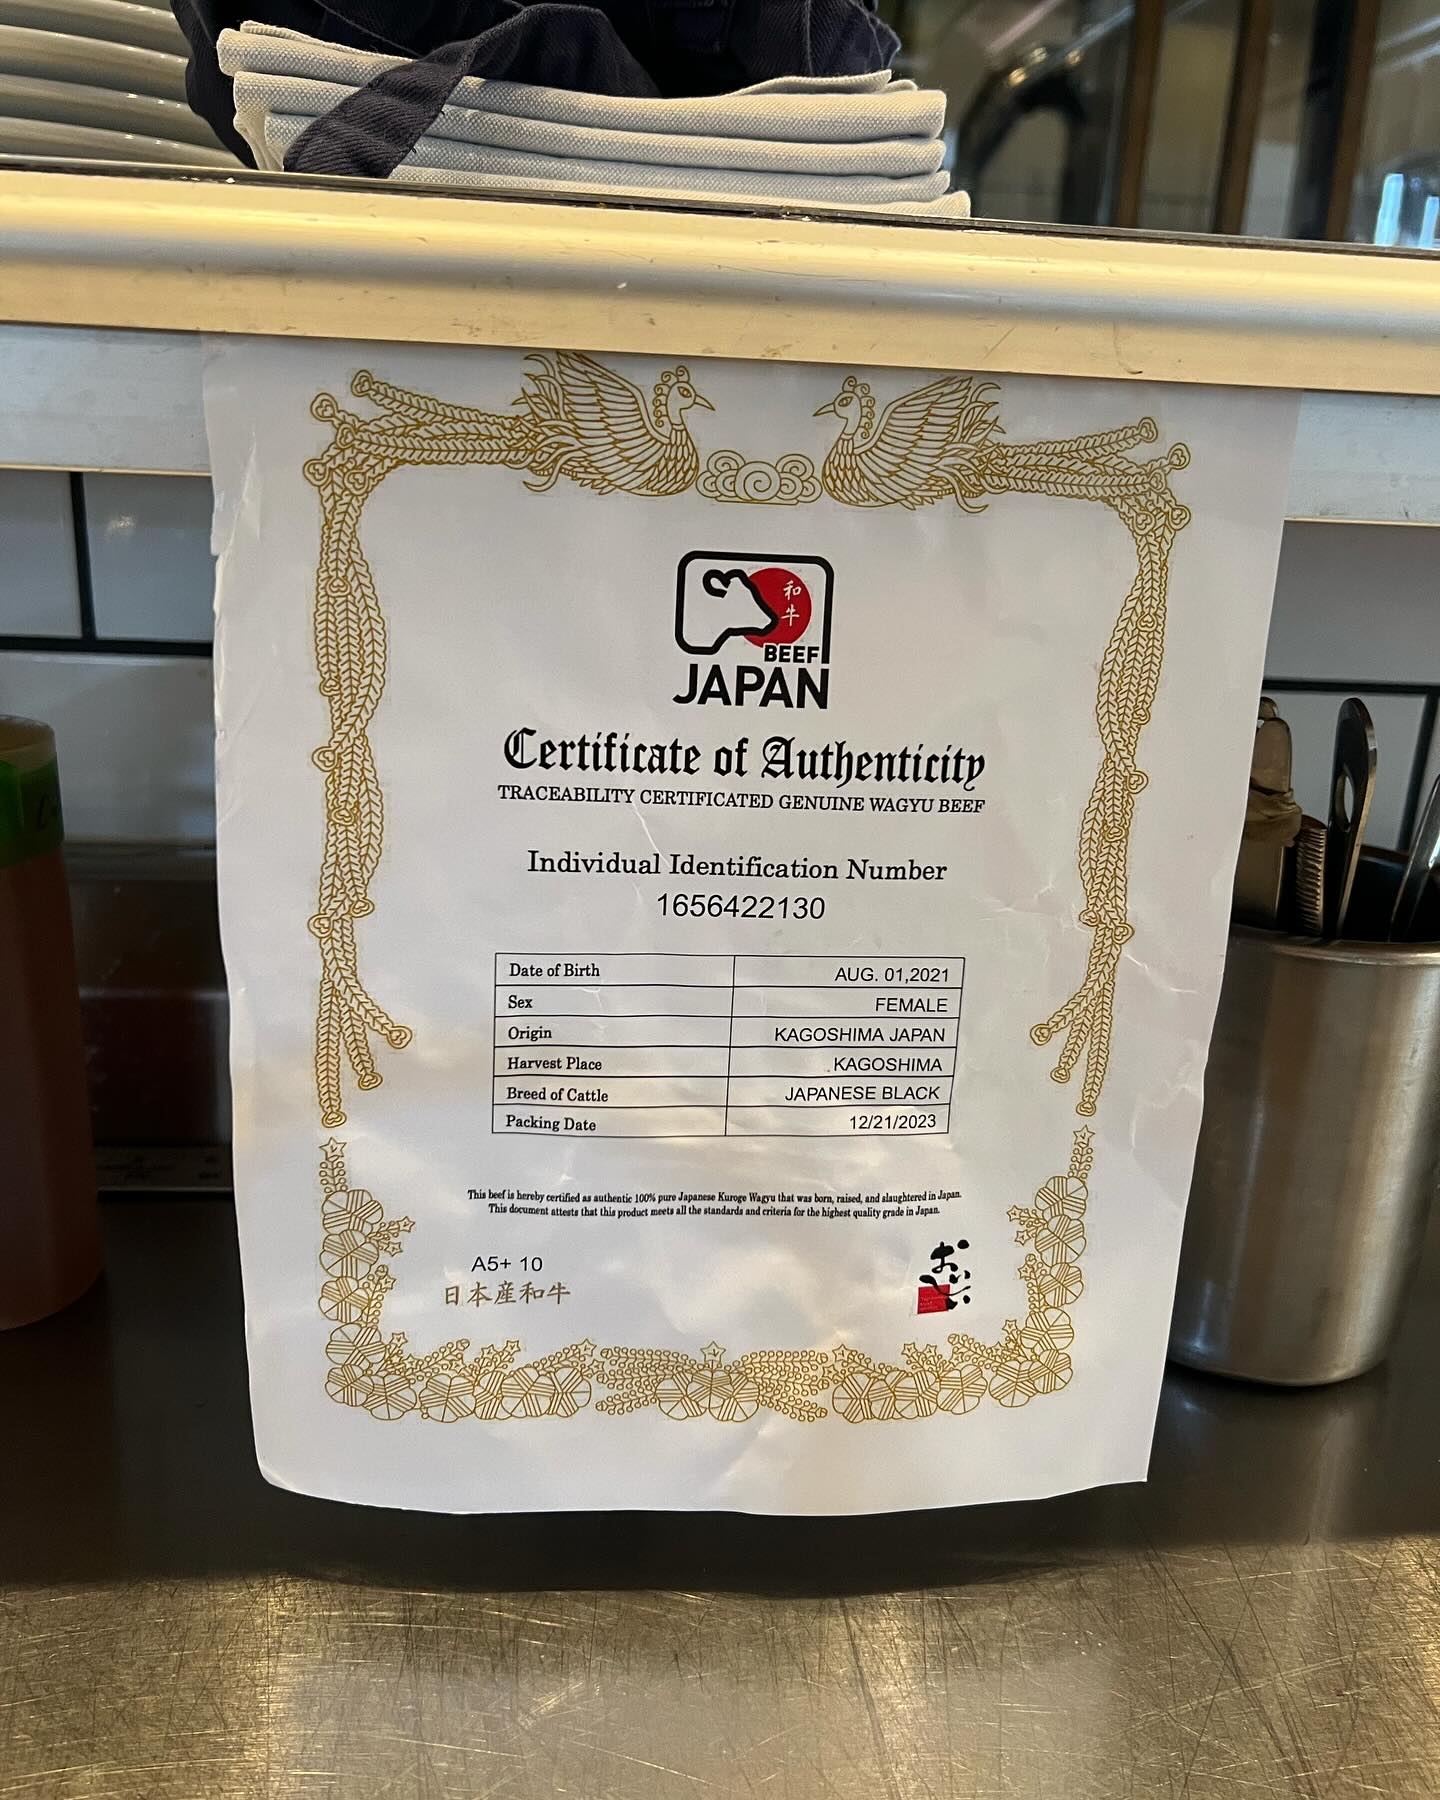 和
牛
BEEF
JAPAN
Certificate of Authenticity
TRACEABILITY CERTIFICATED GENUINE WAGYU BEEF
Individual Identification Number
1656422130
Date of Birth AUG. 01,2021
Sex FEMALE
Origin KAGOSHIMA JAPAN
Harvest Place KAGOSHIMA
Breed of Cattle JAPANESE BLACK
Packing Date 12/21/2023
This beef is hereby certified as authentic 100% pure Japanese Kuroge Wagyu that was born, raised, and slaughtered in Japan.
This document attests that this product meets all the standards and criteria for the highest quality grade in Japan.
A5+ 10
日本産和牛